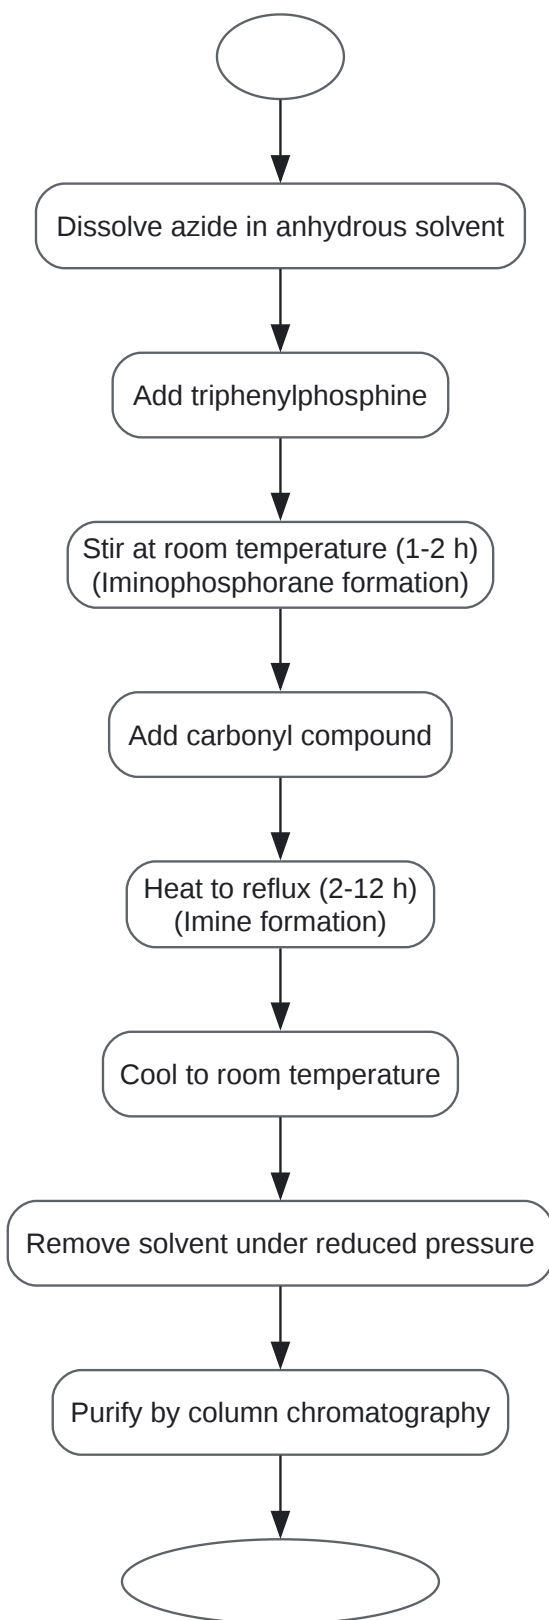 Dissolve azide in anhydrous solvent
Add triphenylphosphine
Stir at room temperature (1-2 h)
(Iminophosphorane formation)
Add carbonyl compound
Heat to reflux (2-12 h)
(Imine formation)
Cool to room temperature
Remove solvent under reduced pressure
Purify by column chromatography